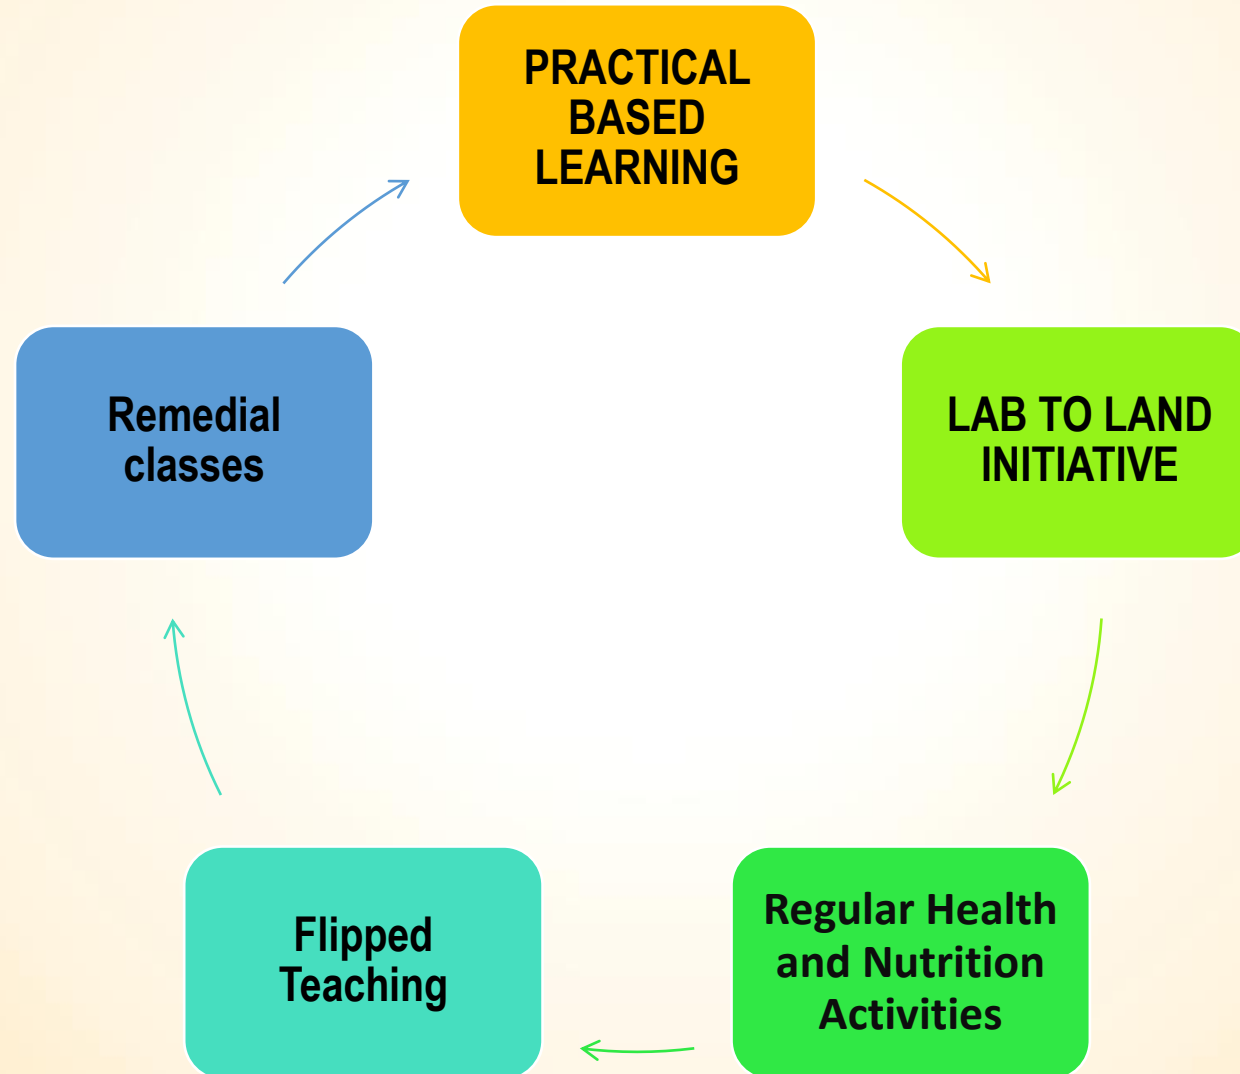 PRACTICAL
BASED
LEARNING
LAB TO LAND
INITIATIVE
Regular Health
and Nutrition
Activities
Flipped
Teaching
Remedial
classes